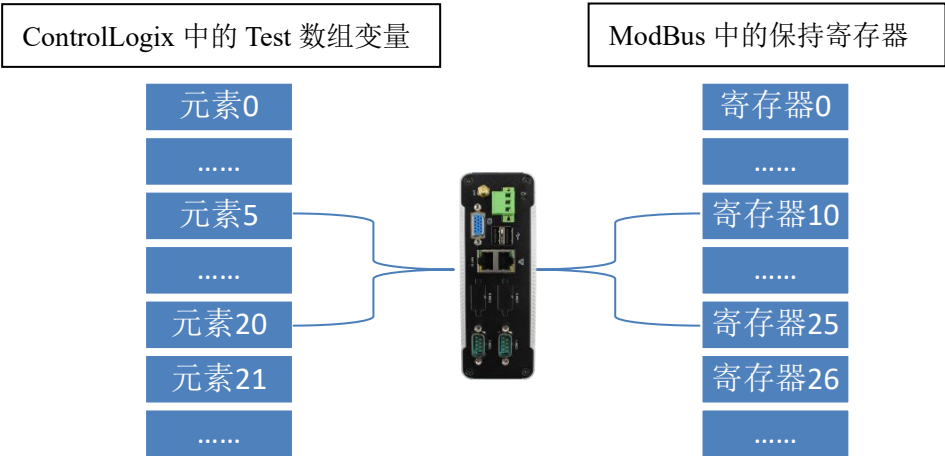 ControlLogix 中的 Test 数组变量
ModBus 中的保持寄存器
元素0
……
元素5
……
元素20
元素21
……
寄存器0
……
寄存器10
……
寄存器25
寄存器26
……